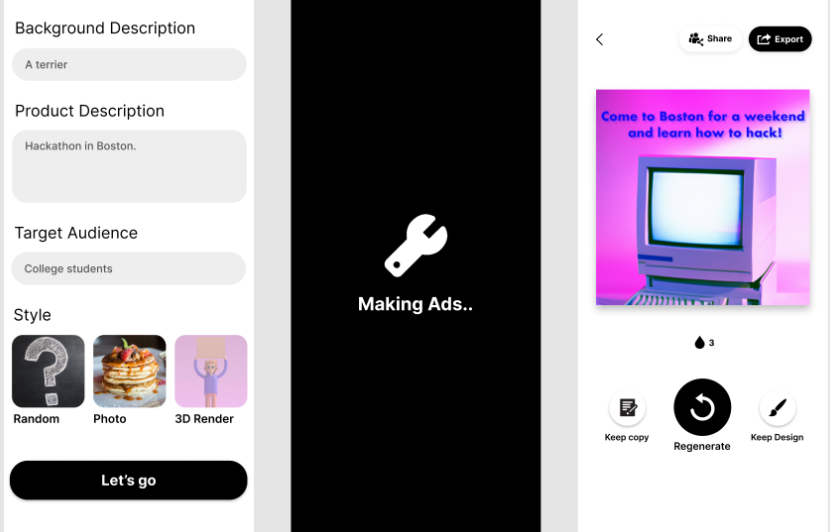 Background Description
A terrier
Product Description
Hackathon in Boston.
Target Audience
College students
Style
Random
Photo
3D Render
Let's go
Making Ads..
Share
Export
Come to Boston for a weekend
and learn how to hack!
3
Keep copy
Regenerate
Keep Design